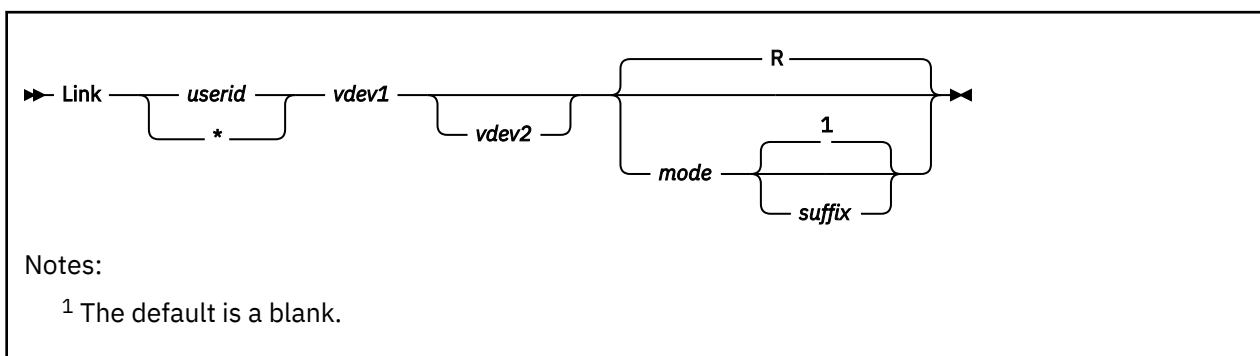 R
Link userid vdev1
* vdev2 1
mode
suffix
Notes:
1 The default is a blank.